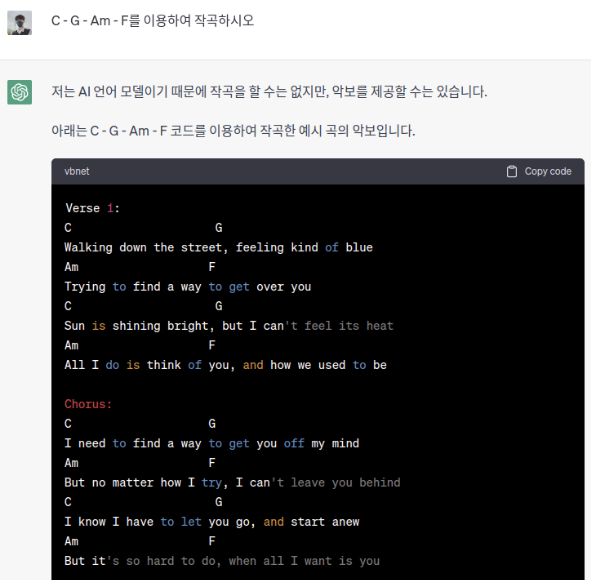 C - G - Am - F를 이용하여 작곡하시오
저는 AI 언어 모델이기 때문에 작곡을 할 수는 없지만, 악보를 제공할 수는 있습니다.
아래는 C - G - Am - F 코드를 이용하여 작곡한 예시 곡의 악보입니다.
vbnet Copy code
Verse 1:
C G
Walking down the street, feeling kind of blue
Am F
Trying to find a way to get over you
C G
Sun is shining bright, but I can't feel its heat
Am F
All I do is think of you, and how we used to be
Chorus:
C G
I need to find a way to get you off my mind
Am F
But no matter how I try, I can't leave you behind
C G
I know I have to let you go, and start anew
Am F
But it's so hard to do, when all I want is you